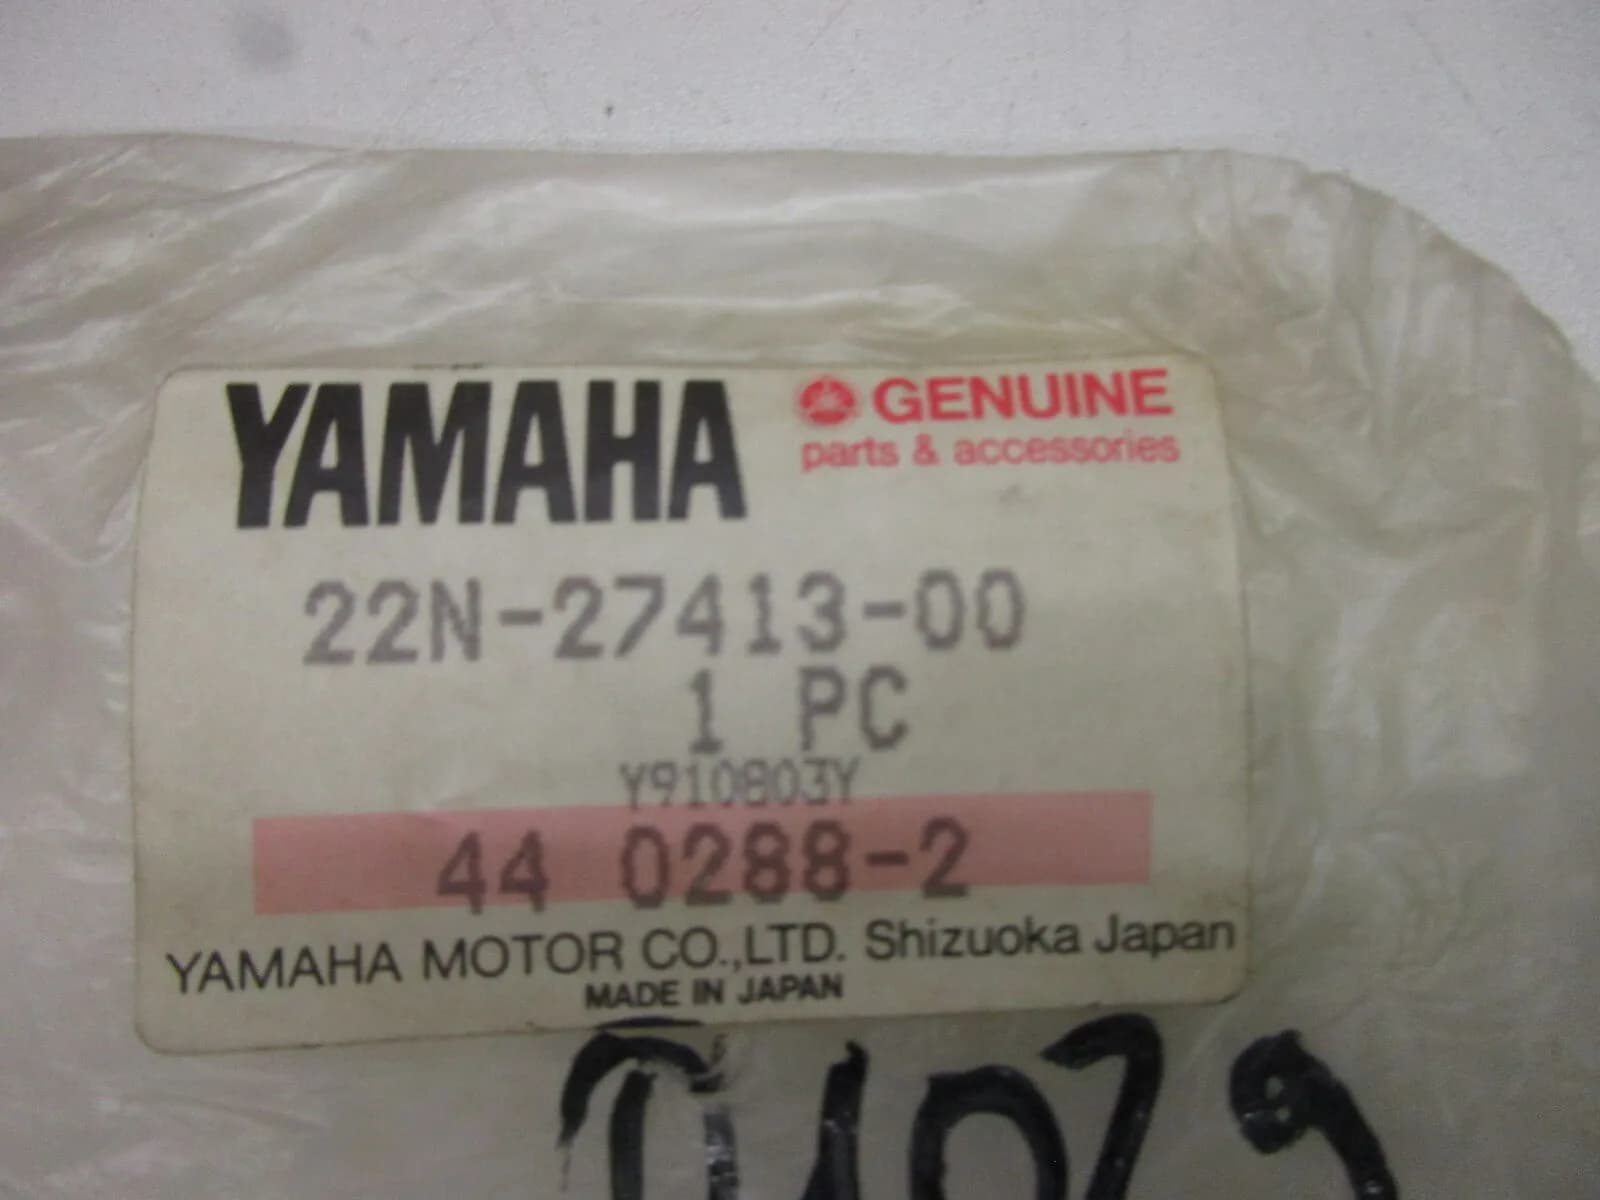 YAMAHA GENUINE
parts & accessories
22N-27413-00
1 PC
Y910803Y
44 0288-2
YAMAHA MOTOR CO.,LTD. Shizuoka Japan
MADE IN JAPAN